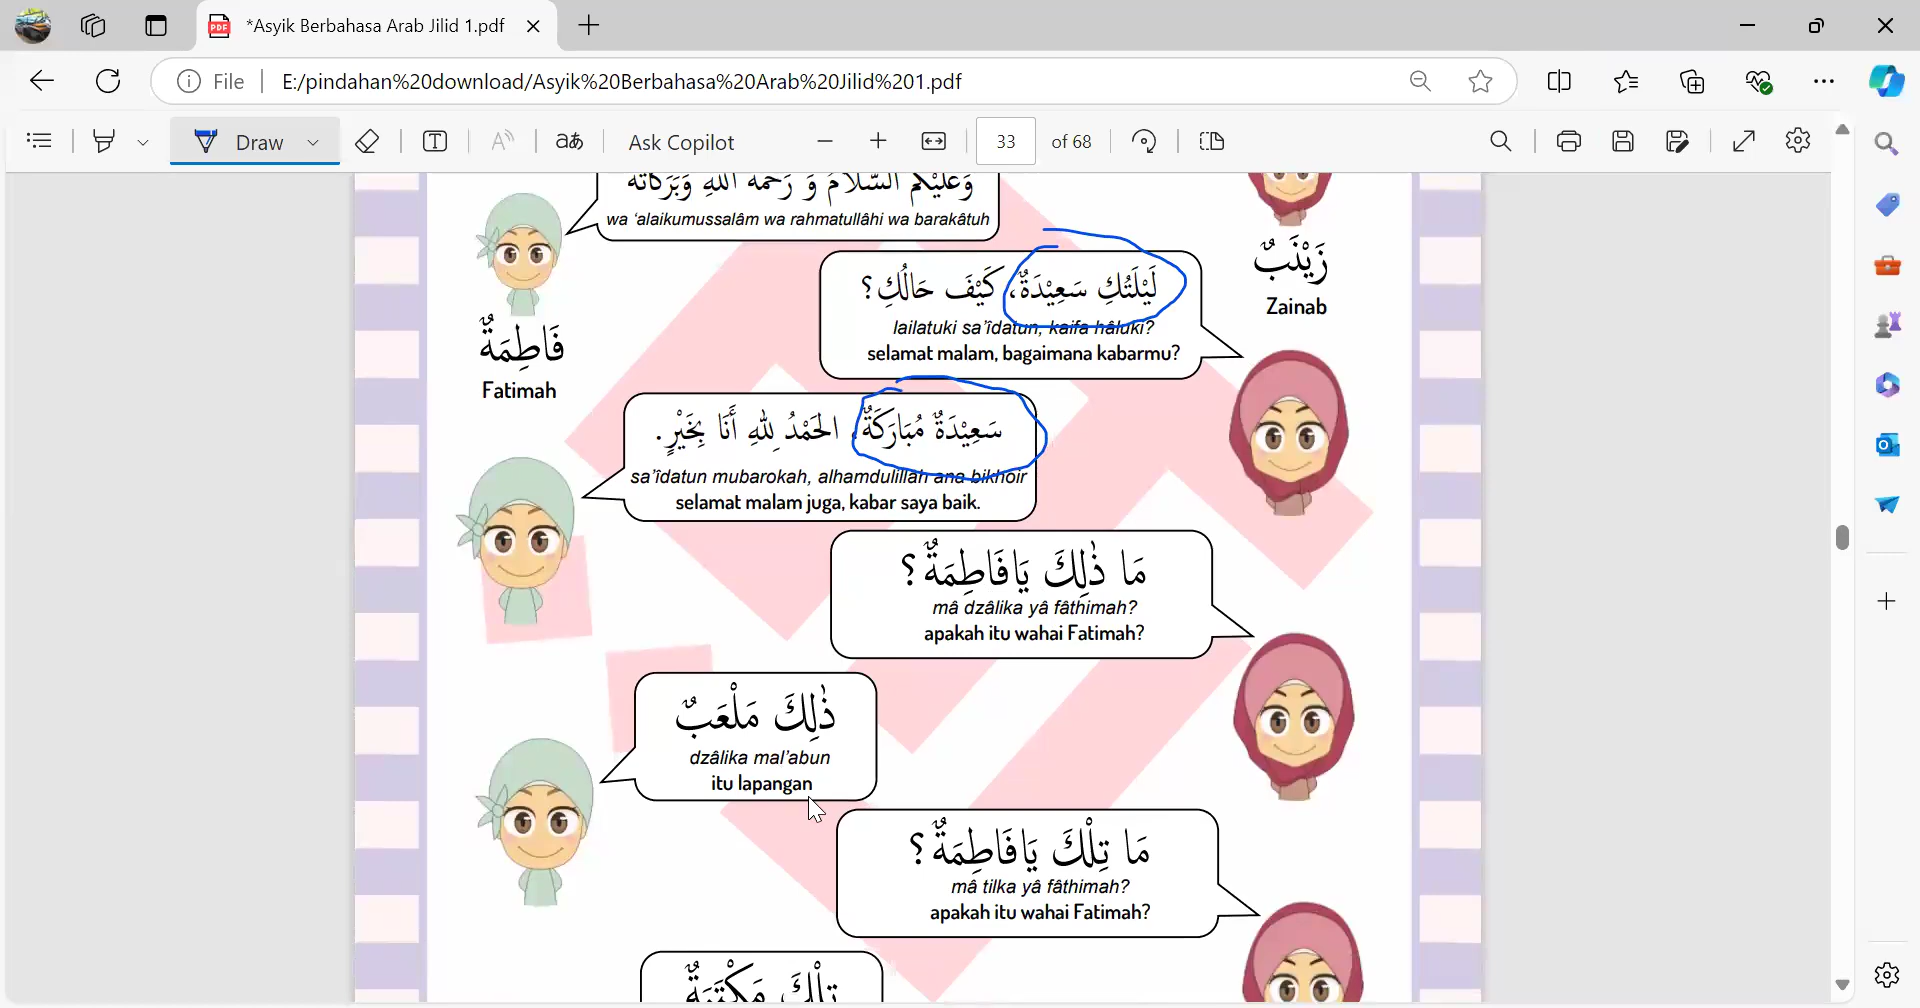 *Asyik Berbahasa Arab Jilid 1.pdf
File
E:/pindahan%20download/Asyik%20Berbahasa%20Arab%20Jilid%201.pdf
Draw
aあ
Ask Copilot
33 of 68
وَعَلَيْكُمُ السَّلَامُ وَ رَحْمَةُ اللهِ وَبَرَكَاتُهُ
wa ‘alaikumussalâm wa rahmatullâhi wa barakâtuh
زَيْنَبٌ
Zainab
لَيْلَتُكِ سَعِيْدَةٌ، كَيْفَ حَالُكِ؟
lailatuki sa’îdatun, kaifa hâluki?
selamat malam, bagaimana kabarmu?
فَاطِمَةٌ
Fatimah
سَعِيْدَةٌ مُبَارَكَةٌ، الحَمْدُ لِلهِ أَنَا بِخَيْرٍ.
sa’îdatun mubarokah, alhamdulillah ana bikhoir
selamat malam juga, kabar saya baik.
مَا ذٰلِكَ يَافَاطِمَةٌ؟
mâ dzâlika yâ fâthimah?
apakah itu wahai Fatimah?
ذٰلِكَ مَلْعَبٌ
dzâlika mal’abun
itu lapangan
مَا تِلْكَ يَافَاطِمَةٌ؟
mâ tilka yâ fâthimah?
apakah itu wahai Fatimah?
تِلْكَ مَكْتَبَةٌ